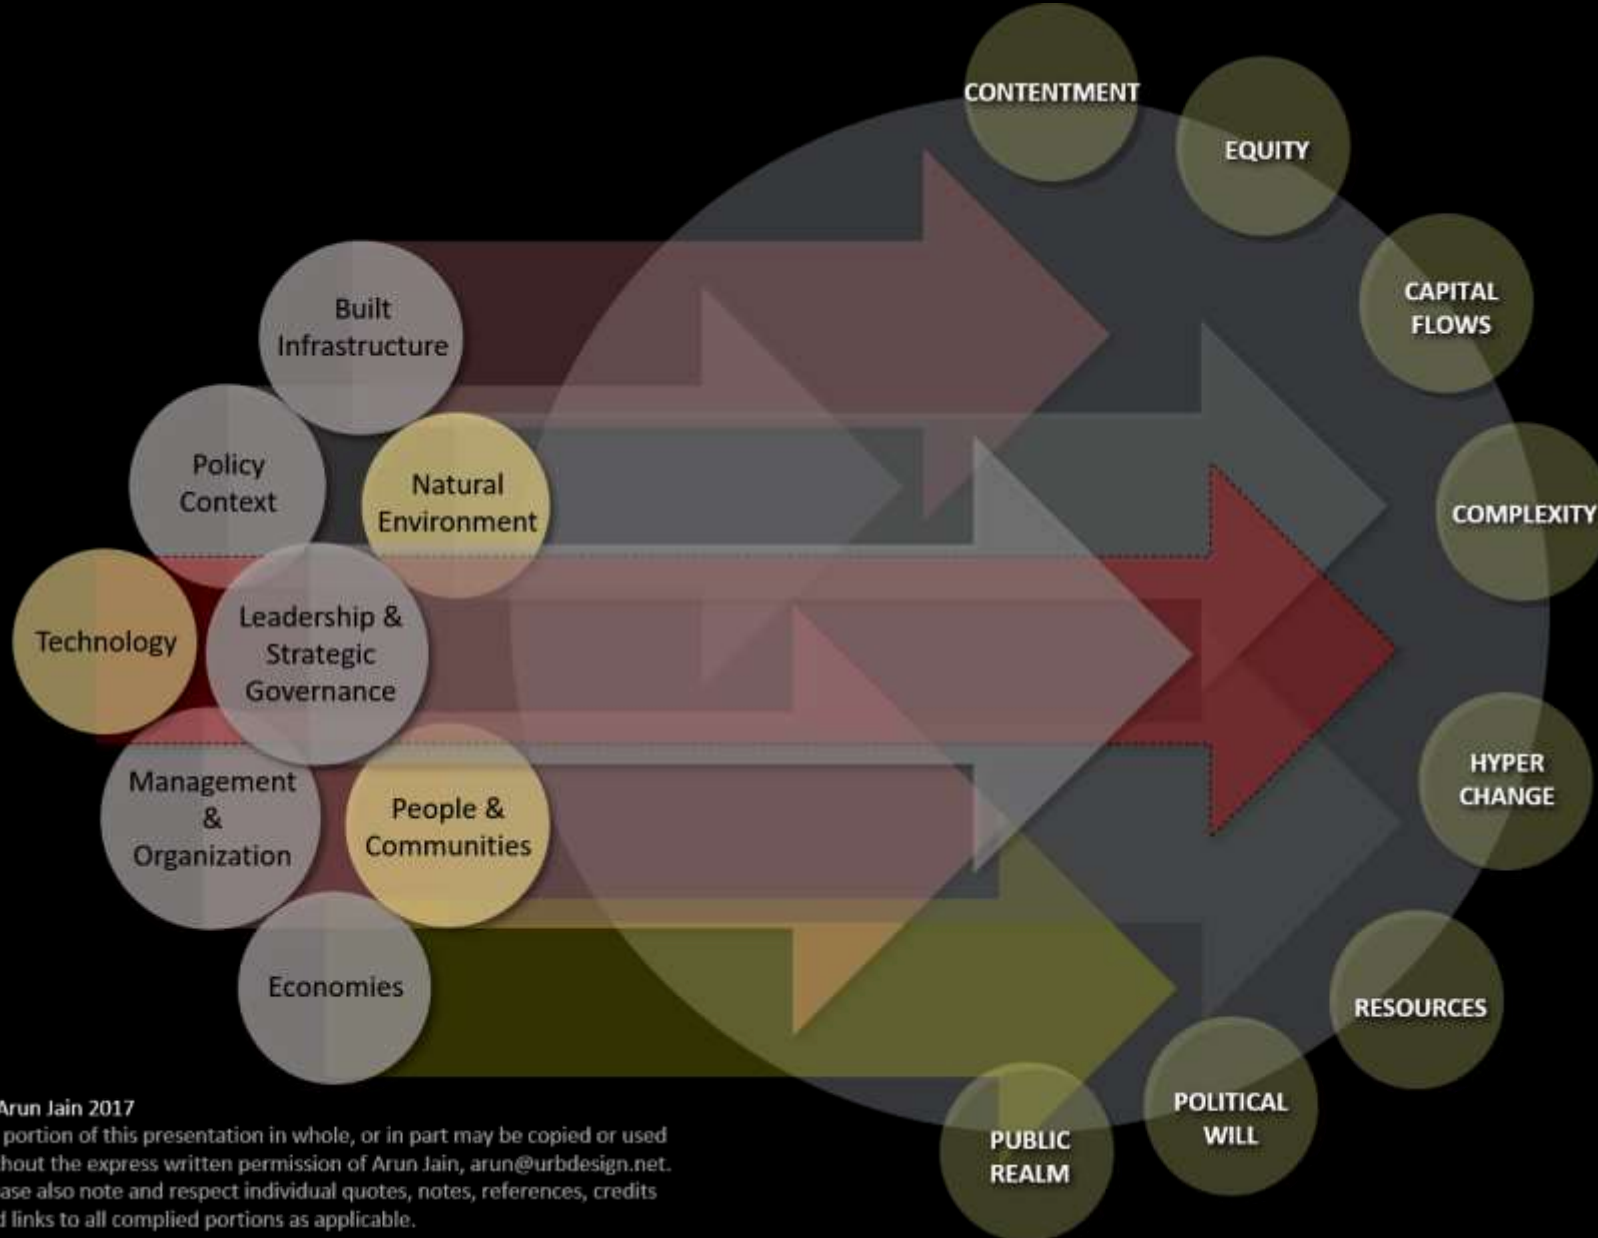 CONTENTMENT
EQUITY
CAPITAL
FLOWS
COMPLEXITY
HYPER
CHANGE
RESOURCES
POLITICAL
WILL
PUBLIC
REALM
Built
Infrastructure
Policy
Context
Natural
Environment
Technology
Leadership &
Strategic
Governance
Management
&
Organization
People &
Communities
Economies
Arun Jain 2017
portion of this presentation in whole, or in part may be copied or used
hout the express written permission of Arun Jain, arun@urbdesign.net.
ase also note and respect individual quotes, notes, references, credits
d links to all complied portions as applicable.